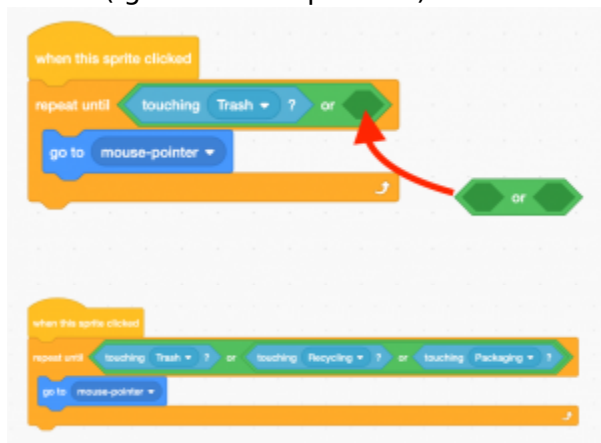 when this sprite clicked
repeat until touching Trash ? or
go to mouse-pointer
or
when this sprite clicked
repeat until touching Trash ? or touching Recycling ? or touching Packaging ?
go to mouse-pointer